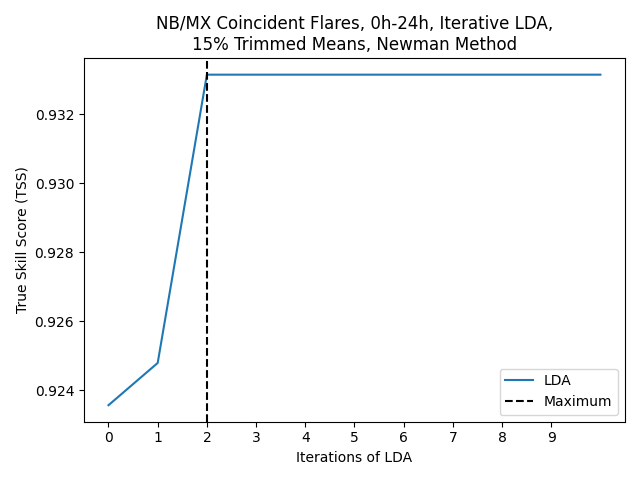 NB/MX Coincident Flares, 0h-24h, Iterative LDA,
15% Trimmed Means, Newman Method
True Skill Score (TSS)
0.932
0.930
0.928
0.926
0.924
LDA
Maximum
0 1 2 3 4 5 6 7 8 9
Iterations of LDA